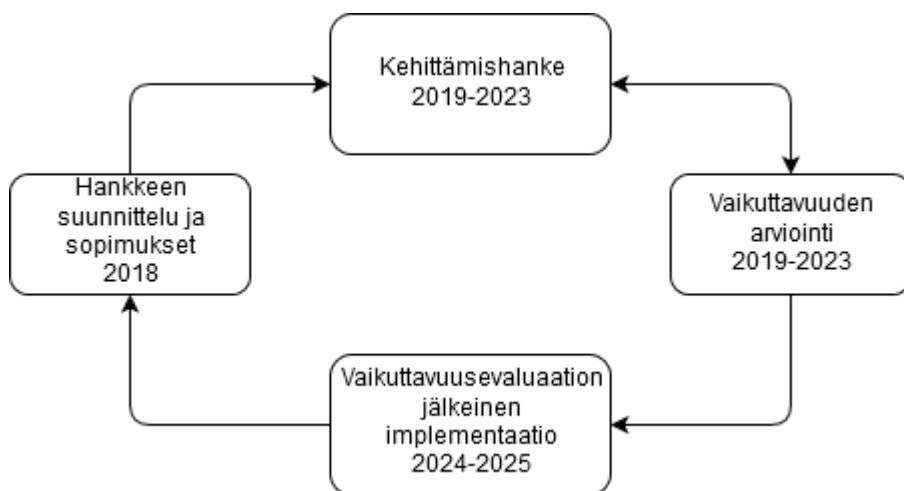 Kehittämishanke
2019-2023
Hankkeen
suunnittelu ja
sopimukset
2018
Vaikuttavuuden
arviointi
2019-2023
Vaikuttavuusevaluaation
jälkeinen
implementaatio
2024-2025